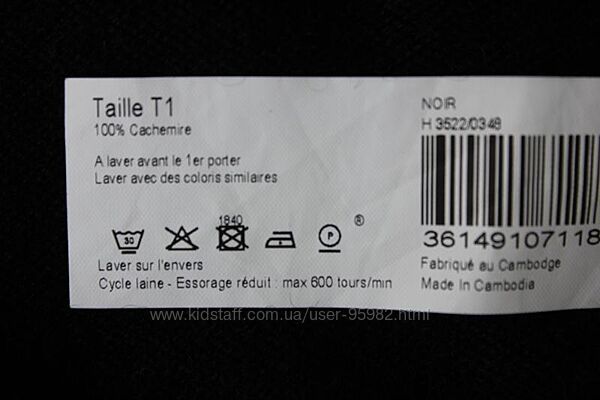 Taille T1
100% Cachemire
A laver avant le 1er porter
Laver avec des coloris similaires
30
1840
P
®
Laver sur l'envers
Cycle laine - Essorage réduit : max 600 tours/min
NOIR
H 3522/0348
36149107118
Fabriqué au Cambodge
Made In Cambodia
www.kidstaff.com.ua/user-95982.html